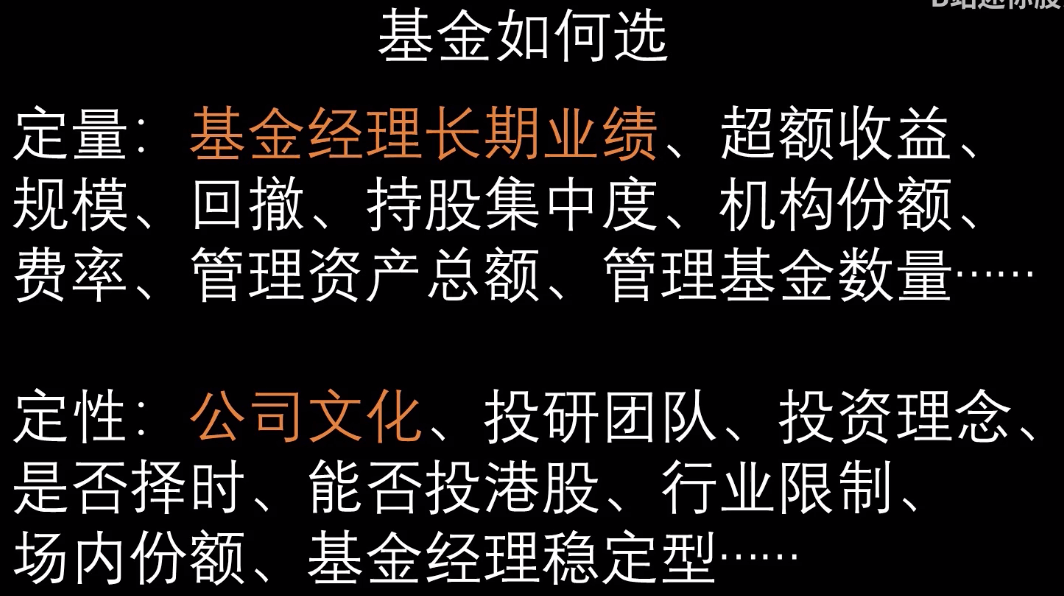 基金如何选
定量：基金经理长期业绩、超额收益、
规模、回撤、持股集中度、机构份额、
费率、管理资产总额、管理基金数量……
定性：公司文化、投研团队、投资理念、
是否择时、能否投港股、行业限制、
场内份额、基金经理稳定型……